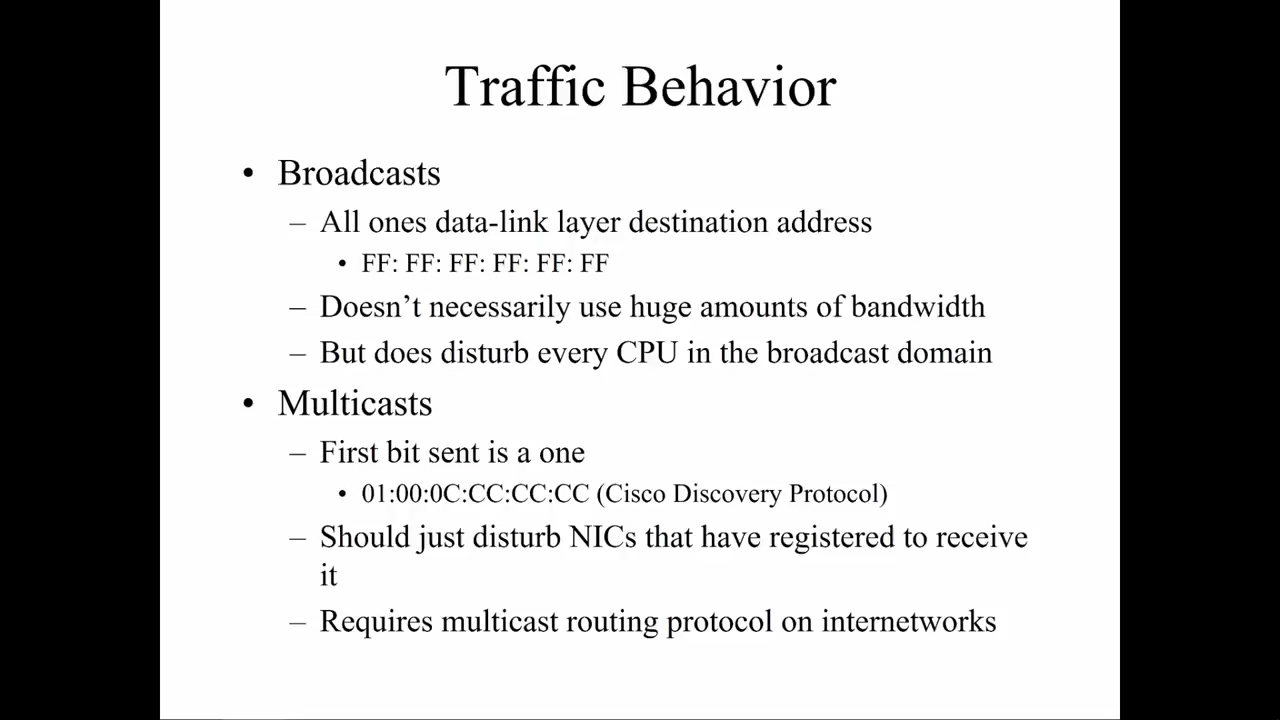 Traffic Behavior
• Broadcasts
– All ones data-link layer destination address
• FF: FF: FF: FF: FF: FF
– Doesn’t necessarily use huge amounts of bandwidth
– But does disturb every CPU in the broadcast domain
• Multicasts
– First bit sent is a one
• 01:00:0C:CC:CC:CC (Cisco Discovery Protocol)
– Should just disturb NICs that have registered to receive
it
– Requires multicast routing protocol on internetworks